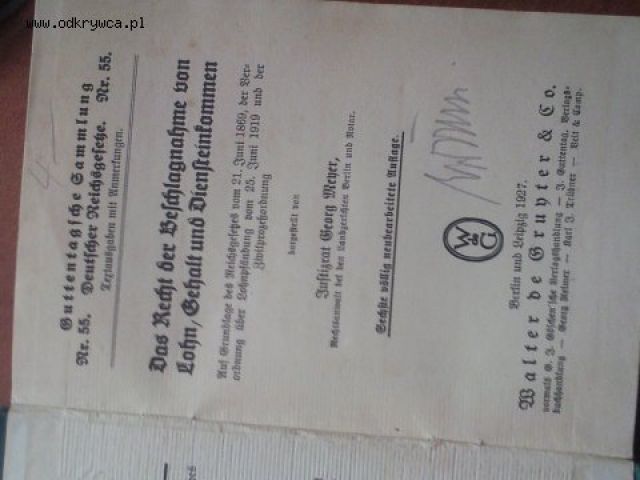 www.odkrywca.pl
4-
Guttentagsche Sammlung
Nr. 55. Deutscher Reichsgesetze. Nr. 55.
Textausgaben mit Anmerkungen.
Das Recht der Beschlagnahme von
Lohn, Gehalt und Diensteinkommen
Auf Grundlage des Reichsgesetzes vom 21. Juni 1869, der Ver-
ordnung über Lohnpfändung vom 25. Juni 1919 und der
Zivilprozeßordnung
dargestellt von
Justizrat Georg Meyer,
Rechtsanwalt bei den Landgerichten Berlin und Notar.
Sechste völlig neubearbeitete Auflage.
W G
Berlin und Leipzig 1927.
Walter de Gruyter & Co.
vormals G. J. Göschen'sche Verlagshandlung — J. Guttentag, Verlags-
buchhandlung — Georg Reimer — Karl J. Trübner — Veit & Comp.